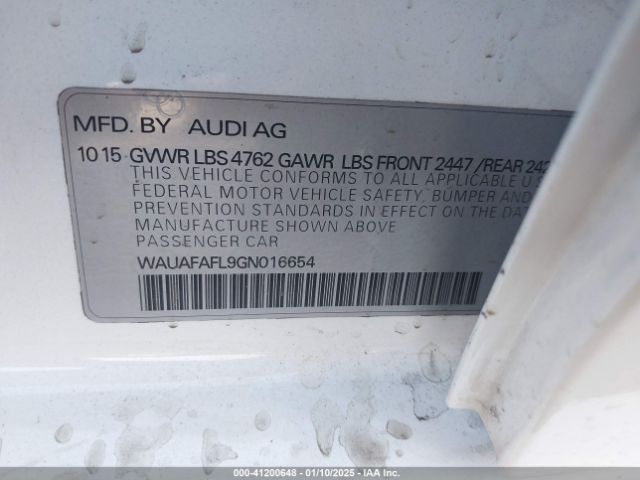 MFD. BY AUDI AG
10 15 GVWR LBS 4762 GAWR LBS FRONT 2447 / REAR
THIS VEHICLE CONFORMS TO ALL APPLICABLE U S
FEDERAL MOTOR VEHICLE SAFETY, BUMPER AND
PREVENTION STANDARDS IN EFFECT ON THE
MANUFACTURE SHOWN ABOVE
PASSENGER CAR
WAUAFAFL9GN016654
000-41200648 - 01/10/2025 - IAA Inc.